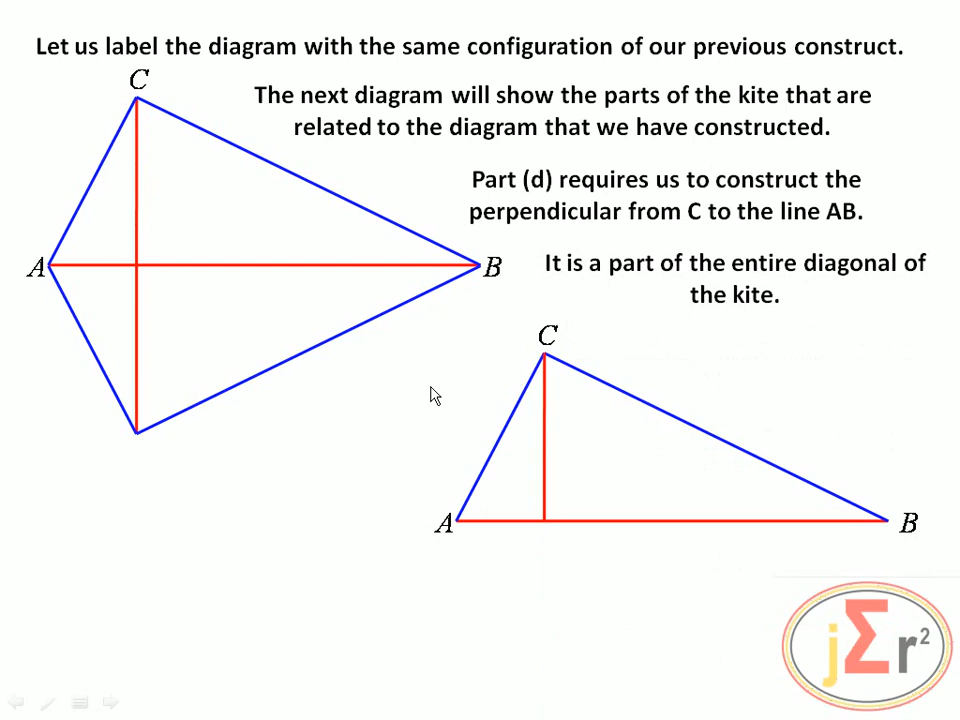 Let us label the diagram with the same configuration of our previous construct.
C
The next diagram will show the parts of the kite that are
related to the diagram that we have constructed.
Part (d) requires us to construct the
perpendicular from C to the line AB.
A
B
It is a part of the entire diagonal of
the kite.
C
A
B
jΣr²